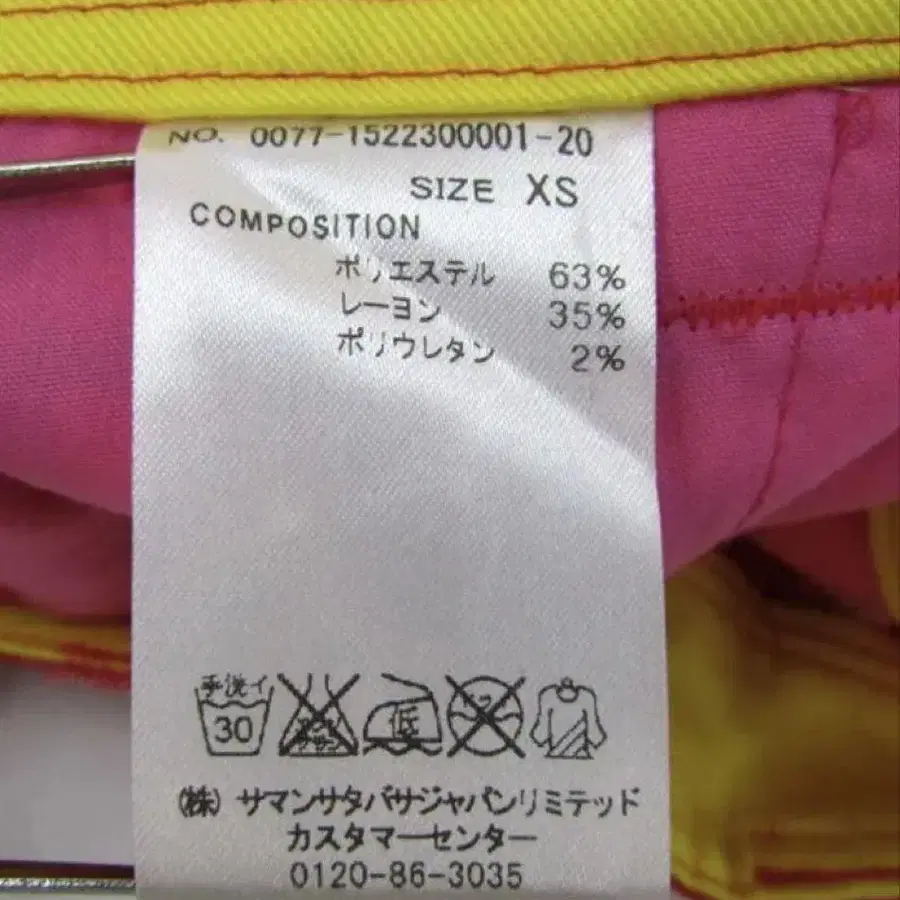 NO. 0077-1522300001-20
SIZE XS
COMPOSITION
ポリエステル 63%
レーヨン 35%
ポリウレタン 2%
手洗イ
30
低
(株) サマンサタバサジャパンリミテッド
カスタマーセンター
0120-86-3035